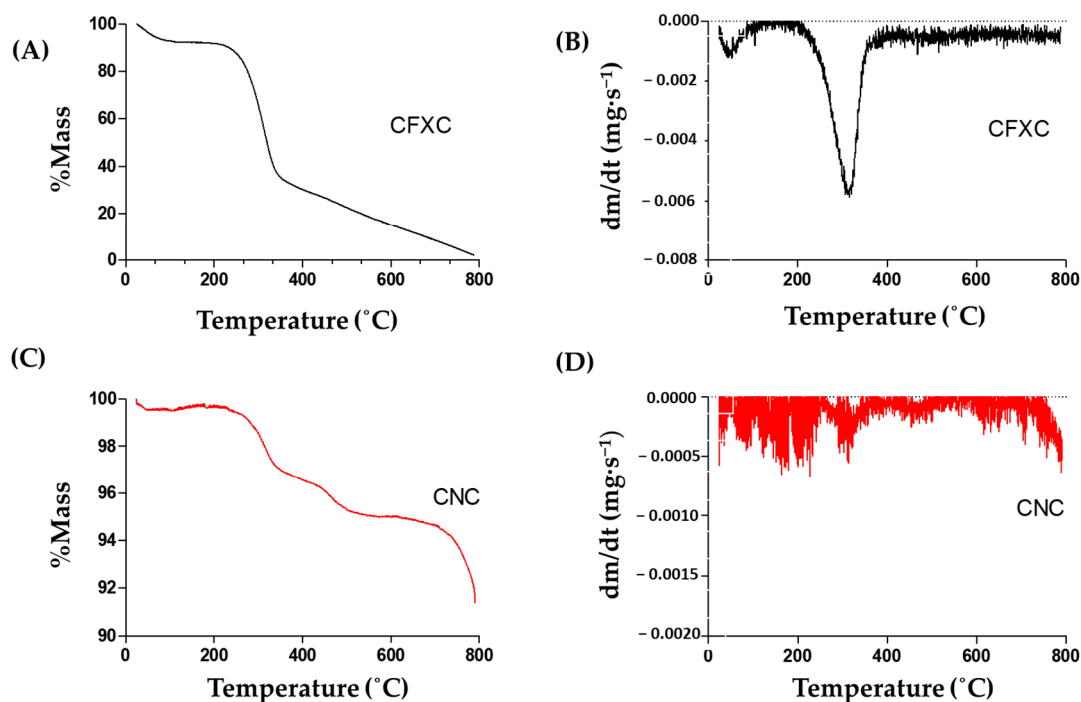 (A)
100
80
60
40
20
0
%Mass
CFXC
0
200
400
600
800
Temperature (˚C)
(B)
0.000
−0.002
−0.004
−0.006
−0.008
dm/dt (mg·s⁻¹)
CFXC
0
200
400
600
800
Temperature (˚C)
(C)
100
98
96
94
92
90
%Mass
CNC
0
200
400
600
800
Temperature (˚C)
(D)
0.0000
−0.0005
−0.0010
−0.0015
−0.0020
dm/dt (mg·s⁻¹)
CNC
0
200
400
600
800
Temperature (˚C)